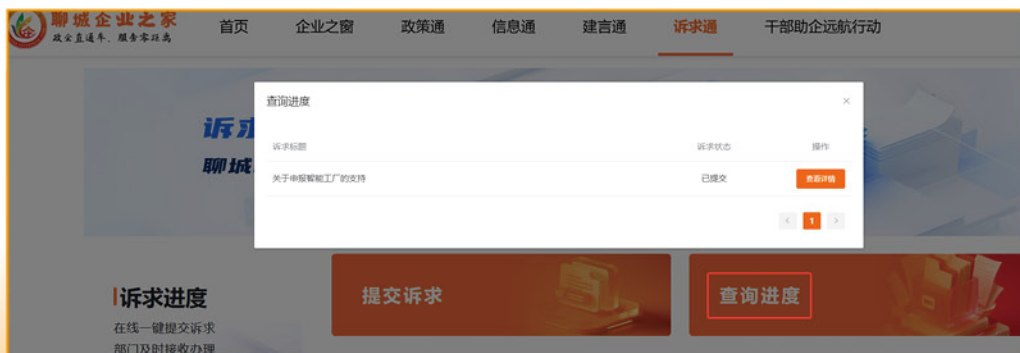 聊城企业之家
政企直通车，服务零距离
首页 企业之窗 政策通 信息通 建言通 诉求通 干部助企远航行动
诉求
聊城
查询进度 ×
诉求标题 诉求状态 操作
关于申报智能工厂的支持 已提交 查看详情
< 1 >
诉求进度
在线一键提交诉求
部门及时接收办理
提交诉求
查询进度